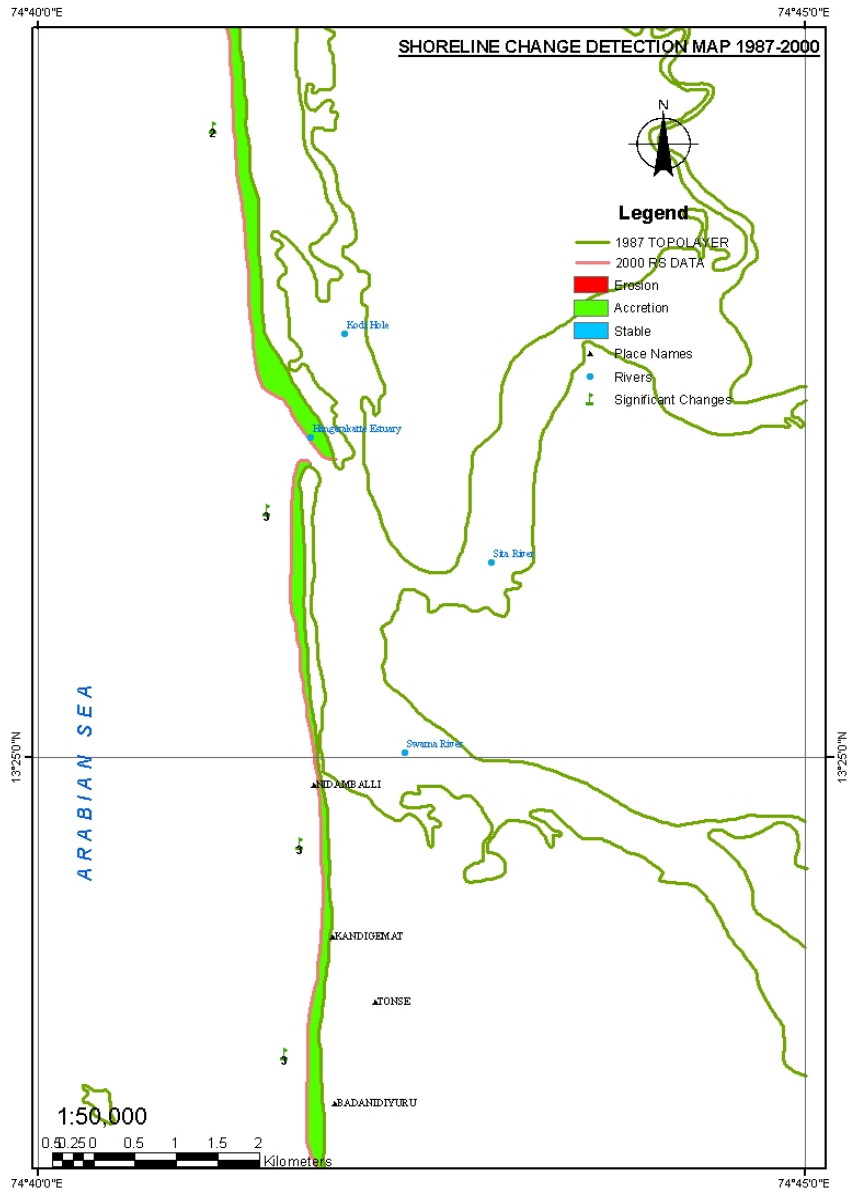 74°40'0"E
74°45'0"E
SHORELINE CHANGE DETECTION MAP 1987-2000
2
N
Legend
1987 TOPOLAYER
2000 RS DATA
Erosion
Accretion
Stable
Place Names
Rivers
Significant Changes
Kodi Hole
Hangarakatte Estuary
3
Sita River
ARABIAN SEA
Swarna River
13°25'0"N
13°25'0"N
NIDAMBALLI
3
KANDIGEMAT
TONSE
3
BADANIDIYURU
1:50,000
0.5 0.25 0 0.5 1 1.5 2
Kilometers
74°40'0"E
74°45'0"E